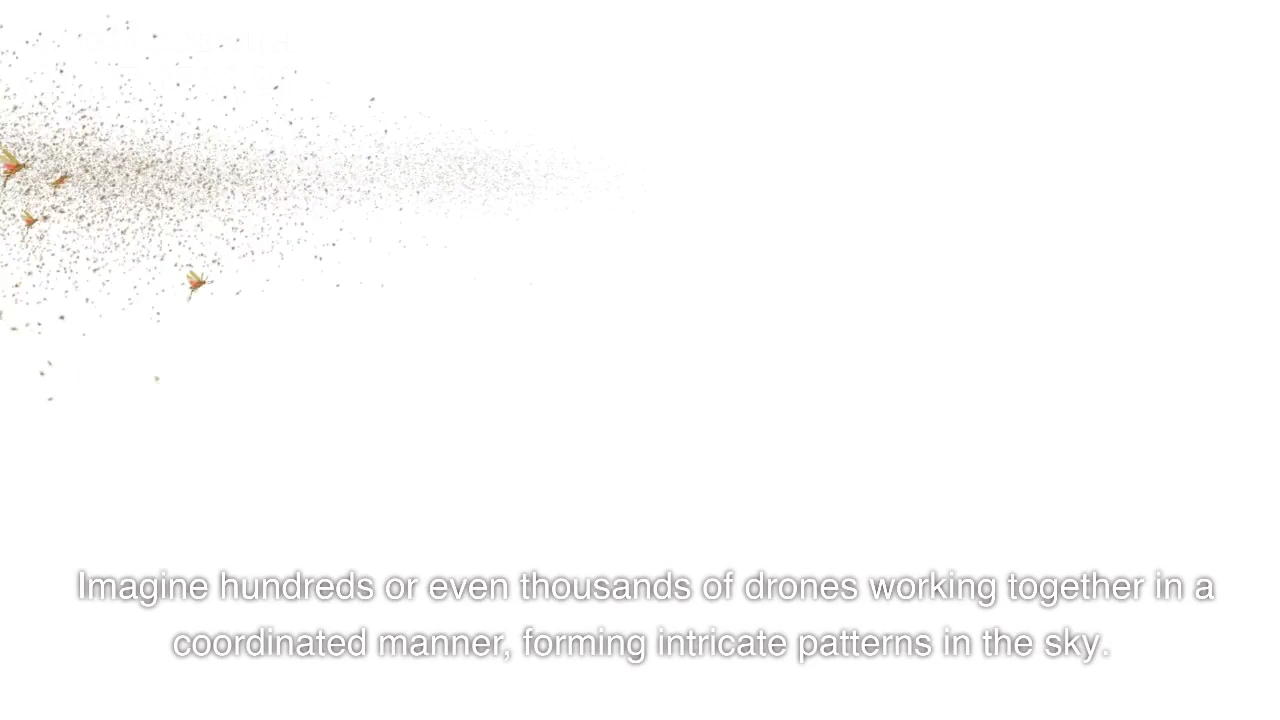 Imagine hundreds or even thousands of drones working together in a
coordinated manner, forming intricate patterns in the sky.